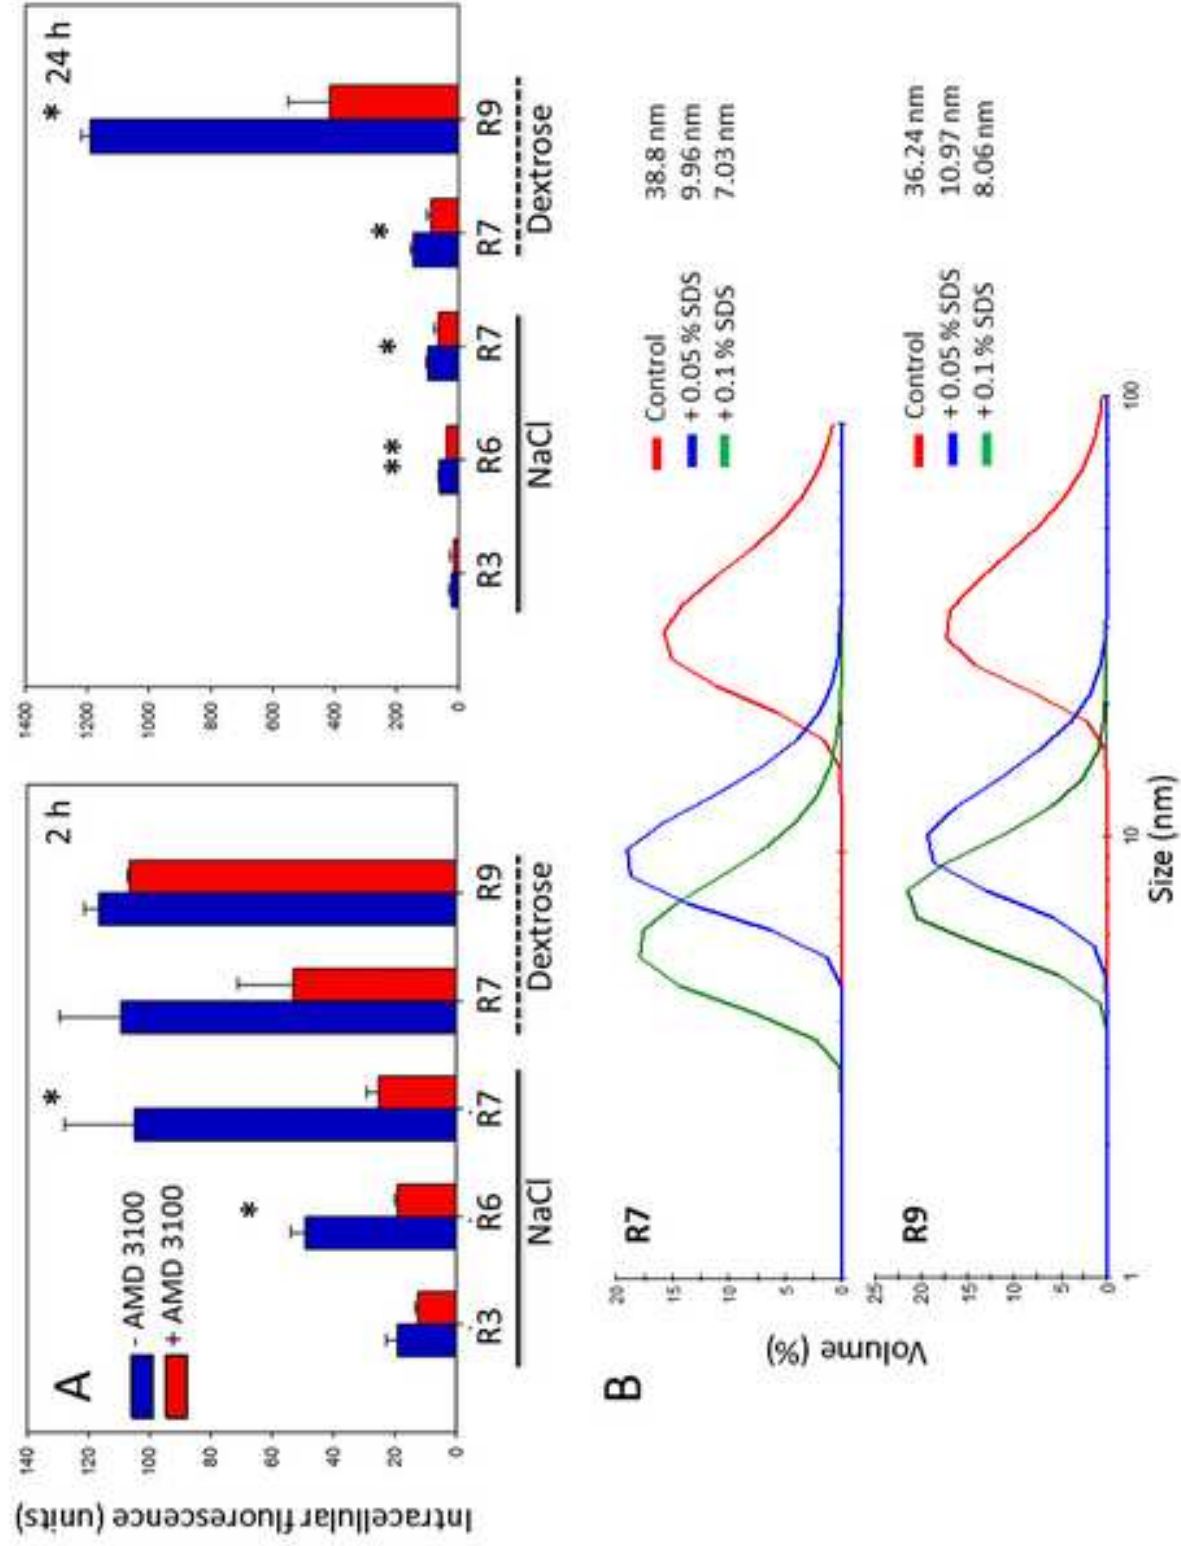 A
- AMD 3100
+ AMD 3100
2 h
*
*
Intracellular fluorescence (units)
140
120
100
80
60
40
20
0
R3
R6
R7
R7
R9
NaCl
Dextrose
* 24 h
**
*
*
1400
1200
1000
800
600
400
200
0
R3
R6
R7
R7
R9
NaCl
Dextrose
B
R7
Control 38.8 nm
+ 0.05 % SDS 9.96 nm
+ 0.1 % SDS 7.03 nm
20
15
10
5
0
Volume (%)
R9
Control 36.24 nm
+ 0.05 % SDS 10.97 nm
+ 0.1 % SDS 8.06 nm
25
20
15
10
5
0
1
10
100
Size (nm)